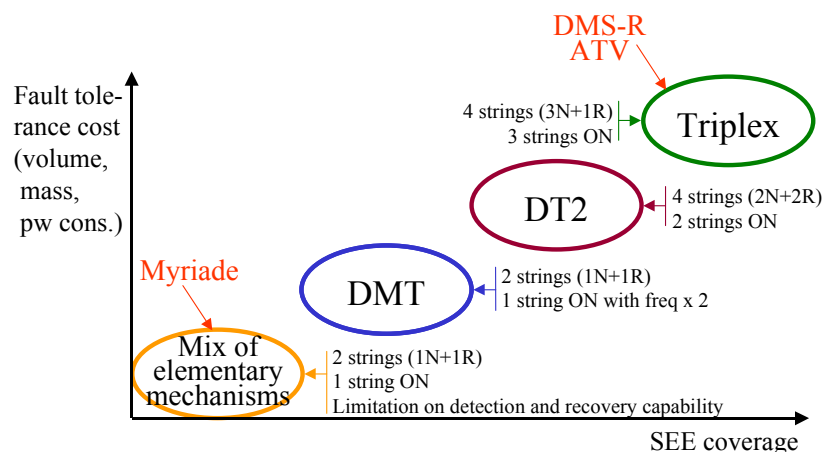 DMS-R
ATV
Fault tole-
rance cost
(volume,
mass,
pw cons.)
4 strings (3N+1R)
3 strings ON
Triplex
DT2
4 strings (2N+2R)
2 strings ON
Myriade
DMT
2 strings (1N+1R)
1 string ON with freq x 2
Mix of
elementary
mechanisms
2 strings (1N+1R)
1 string ON
Limitation on detection and recovery capability
SEE coverage